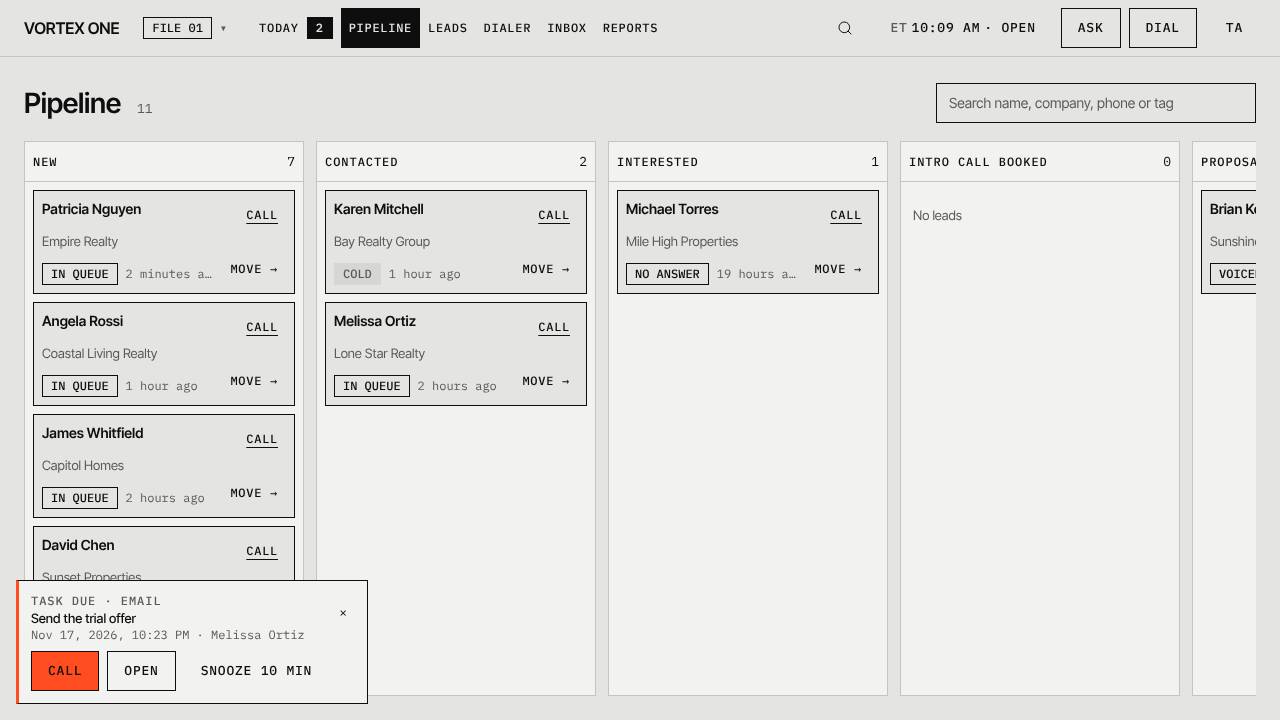 VORTEX ONE FILE 01 ▾ TODAY 2 PIPELINE LEADS DIALER INBOX REPORTS ET 10:09 AM · OPEN ASK DIAL TA
Pipeline 11
Search name, company, phone or tag
NEW 7
Patricia Nguyen CALL
Empire Realty
IN QUEUE 2 minutes a… MOVE →
Angela Rossi CALL
Coastal Living Realty
IN QUEUE 1 hour ago MOVE →
James Whitfield CALL
Capitol Homes
IN QUEUE 2 hours ago MOVE →
David Chen CALL
Sunset Properties
CONTACTED 2
Karen Mitchell CALL
Bay Realty Group
COLD 1 hour ago MOVE →
Melissa Ortiz CALL
Lone Star Realty
IN QUEUE 2 hours ago MOVE →
INTERESTED 1
Michael Torres CALL
Mile High Properties
NO ANSWER 19 hours a… MOVE →
INTRO CALL BOOKED 0
No leads
PROPOSA
Brian K
Sunshin
VOICE
TASK DUE · EMAIL ×
Send the trial offer
Nov 17, 2026, 10:23 PM · Melissa Ortiz
CALL OPEN SNOOZE 10 MIN